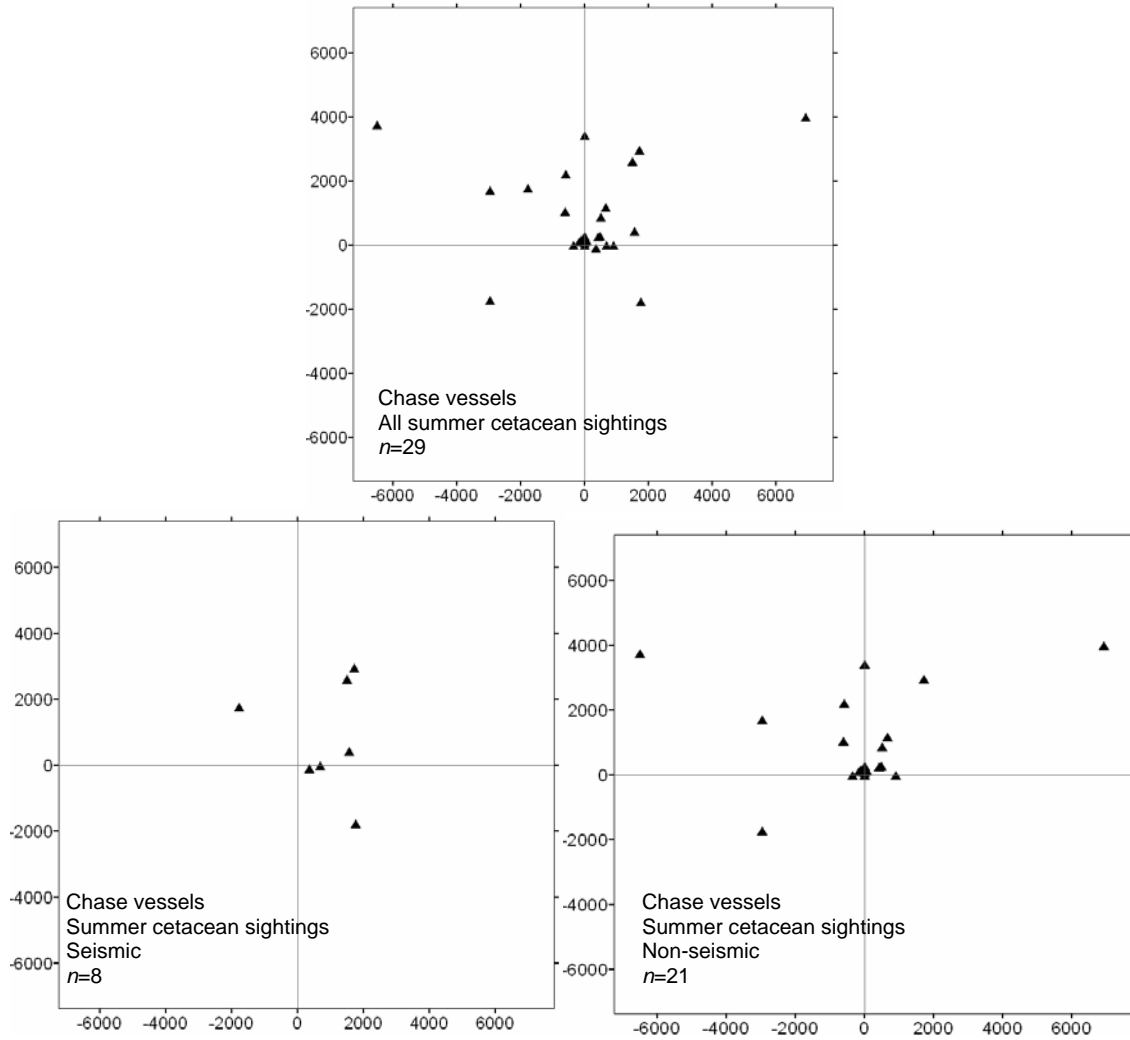 6000
4000
2000
0
-2000
-4000
-6000
Chase vessels
All summer cetacean sightings
n=29
-6000 -4000 -2000 0 2000 4000 6000
6000
4000
2000
0
-2000
-4000
-6000
Chase vessels
Summer cetacean sightings
Seismic
n=8
-6000 -4000 -2000 0 2000 4000 6000
6000
4000
2000
0
-2000
-4000
-6000
Chase vessels
Summer cetacean sightings
Non-seismic
n=21
-6000 -4000 -2000 0 2000 4000 6000